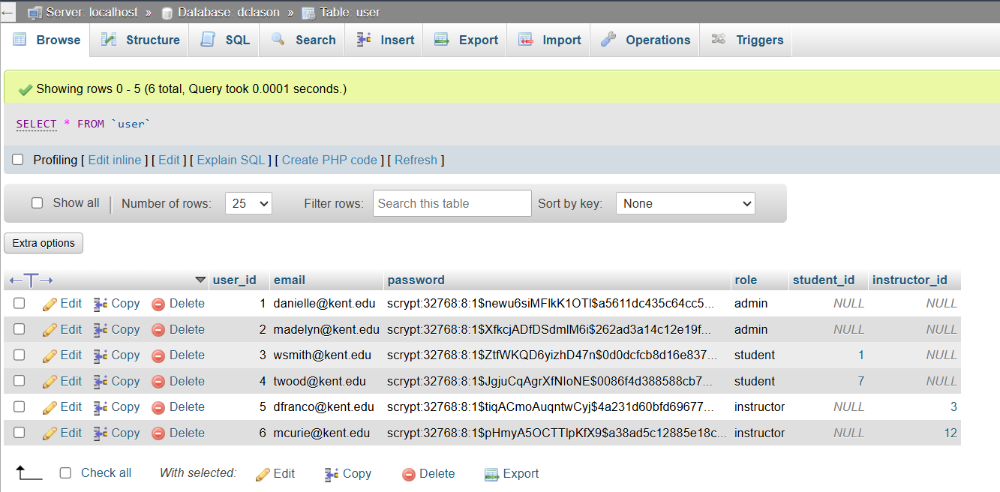 Server: localhost » Database: dclason » Table: user
Browse Structure SQL Search Insert Export Import Operations Triggers
Showing rows 0 - 5 (6 total, Query took 0.0001 seconds.)
SELECT * FROM `user`
Profiling [ Edit inline ] [ Edit ] [ Explain SQL ] [ Create PHP code ] [ Refresh ]
Show all Number of rows: 25 Filter rows: Search this table Sort by key: None
Extra options
user_id email password role student_id instructor_id
Edit Copy Delete 1 danielle@kent.edu scrypt:32768:8:1$newu6siMFlkK1OTl$a5611dc435c64cc5... admin NULL NULL
Edit Copy Delete 2 madelyn@kent.edu scrypt:32768:8:1$XfkcjADfDSdmlM6i$262ad3a14c12e19f... admin NULL NULL
Edit Copy Delete 3 wsmith@kent.edu scrypt:32768:8:1$ZtfWKQD6yizhD47n$0d0dcfcb8d16e837... student 1 NULL
Edit Copy Delete 4 twood@kent.edu scrypt:32768:8:1$JgjuCqAgrXfNloNE$0086f4d388588cb7... student 7 NULL
Edit Copy Delete 5 dfranco@kent.edu scrypt:32768:8:1$tiqACmoAuqntwCyj$4a231d60bfd69677... instructor NULL 3
Edit Copy Delete 6 mcurie@kent.edu scrypt:32768:8:1$pHmyA5OCTTlpKfX9$a38ad5c12885e18c... instructor NULL 12
Check all With selected: Edit Copy Delete Export